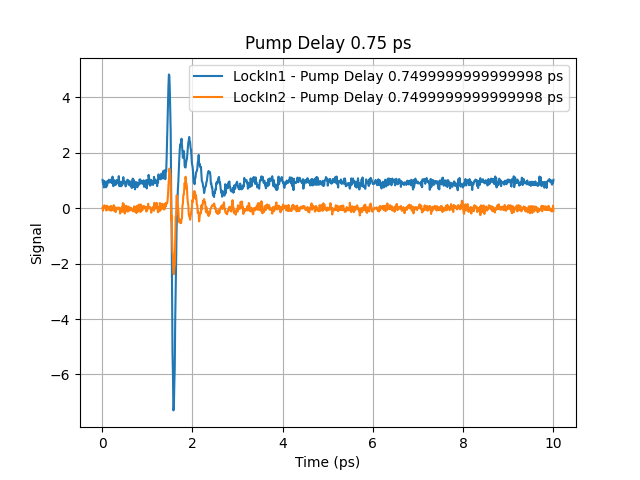 Pump Delay 0.75 ps
LockIn1 - Pump Delay 0.7499999999999998 ps
LockIn2 - Pump Delay 0.7499999999999998 ps
4
2
0
−2
−4
−6
Signal
0 2 4 6 8 10
Time (ps)